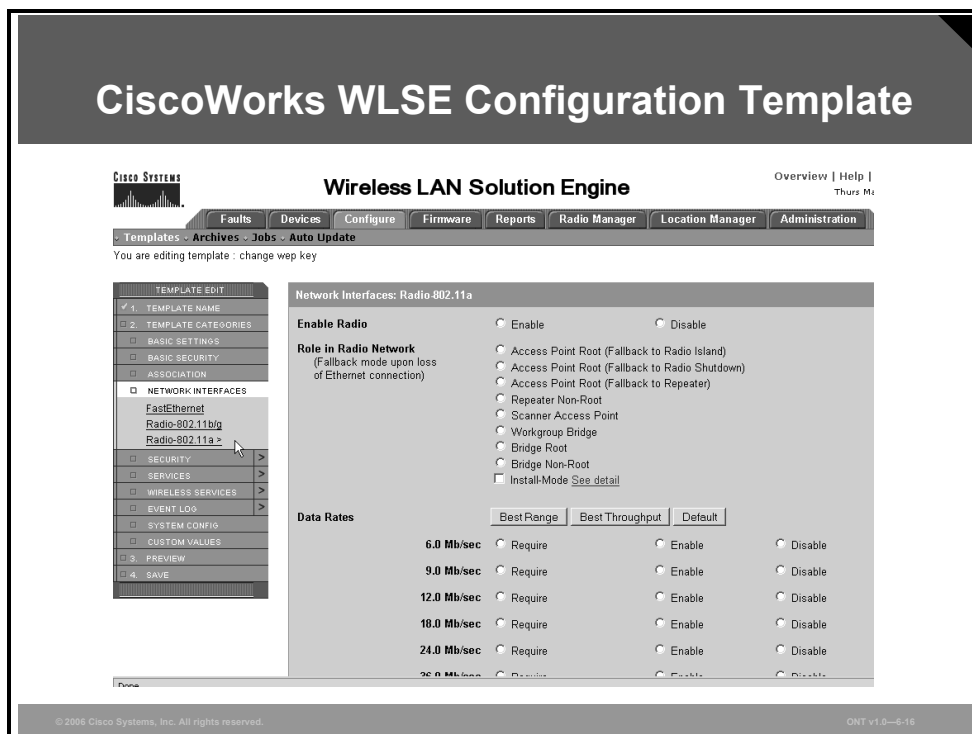 CiscoWorks WLSE Configuration Template
CISCO SYSTEMS
Wireless LAN Solution Engine
Overview | Help |
Thurs
Faults Devices Configure Firmware Reports Radio Manager Location Manager Administration
Templates Archives Jobs Auto Update
You are editing template : change wep key
TEMPLATE EDIT
1. TEMPLATE NAME
2. TEMPLATE CATEGORIES
BASIC SETTINGS
BASIC SECURITY
ASSOCIATION
NETWORK INTERFACES
FastEthernet
Radio-802.11b/g
Radio-802.11a >
SECURITY >
SERVICES >
WIRELESS SERVICES >
EVENT LOG >
SYSTEM CONFIG
CUSTOM VALUES
3. PREVIEW
4. SAVE
Network Interfaces: Radio-802.11a
Enable Radio Enable Disable
Role in Radio Network
(Fallback mode upon loss
of Ethernet connection)
Access Point Root (Fallback to Radio Island)
Access Point Root (Fallback to Radio Shutdown)
Access Point Root (Fallback to Repeater)
Repeater Non-Root
Scanner Access Point
Workgroup Bridge
Bridge Root
Bridge Non-Root
Install-Mode See detail
Data Rates Best Range Best Throughput Default
6.0 Mb/sec Require Enable Disable
9.0 Mb/sec Require Enable Disable
12.0 Mb/sec Require Enable Disable
18.0 Mb/sec Require Enable Disable
24.0 Mb/sec Require Enable Disable
© 2006 Cisco Systems, Inc. All rights reserved.
ONT v1.0—6-16